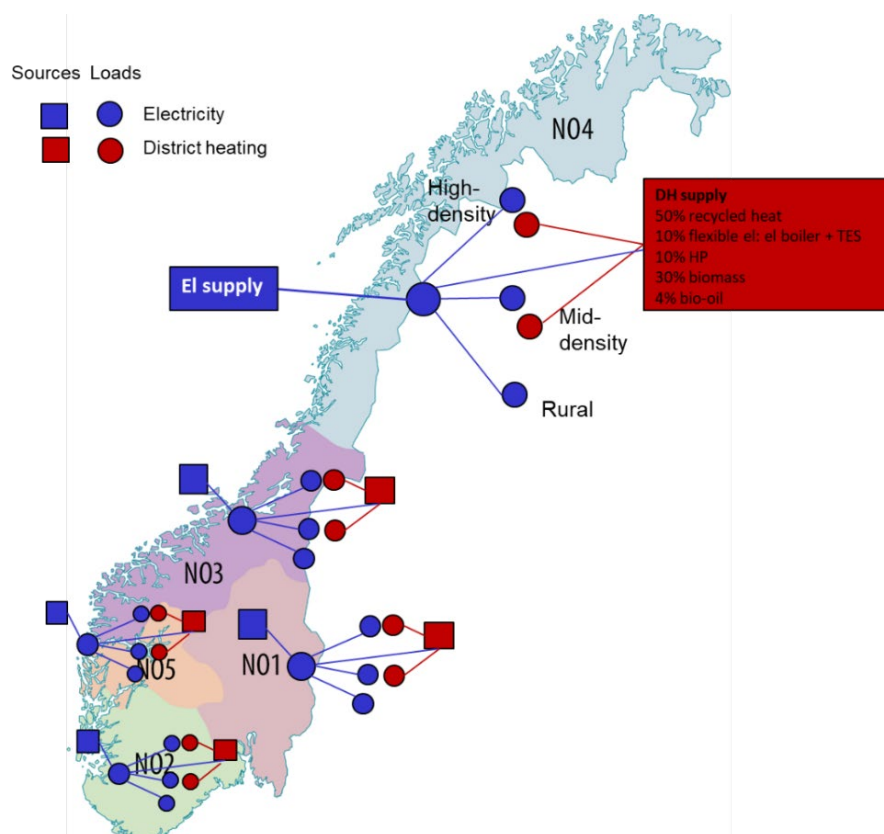 Sources Loads
Electricity
District heating
NO4
High-
density
DH supply
50% recycled heat
10% flexible el: el boiler + TES
10% HP
30% biomass
4% bio-oil
El supply
Mid-
density
Rural
NO3
NO5
NO1
NO2